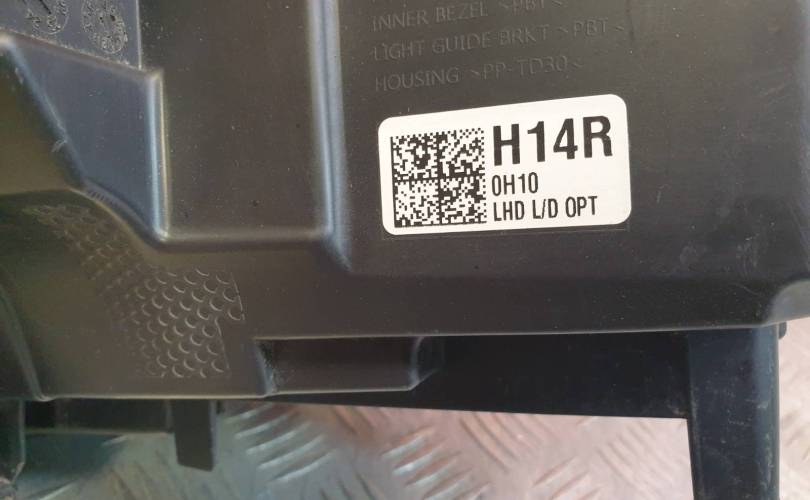 INNER BEZEL >PBT<
LIGHT GUIDE BRKT >PBT<
HOUSING >PP-TD30<
H14R
0H10
LHD L/D OPT